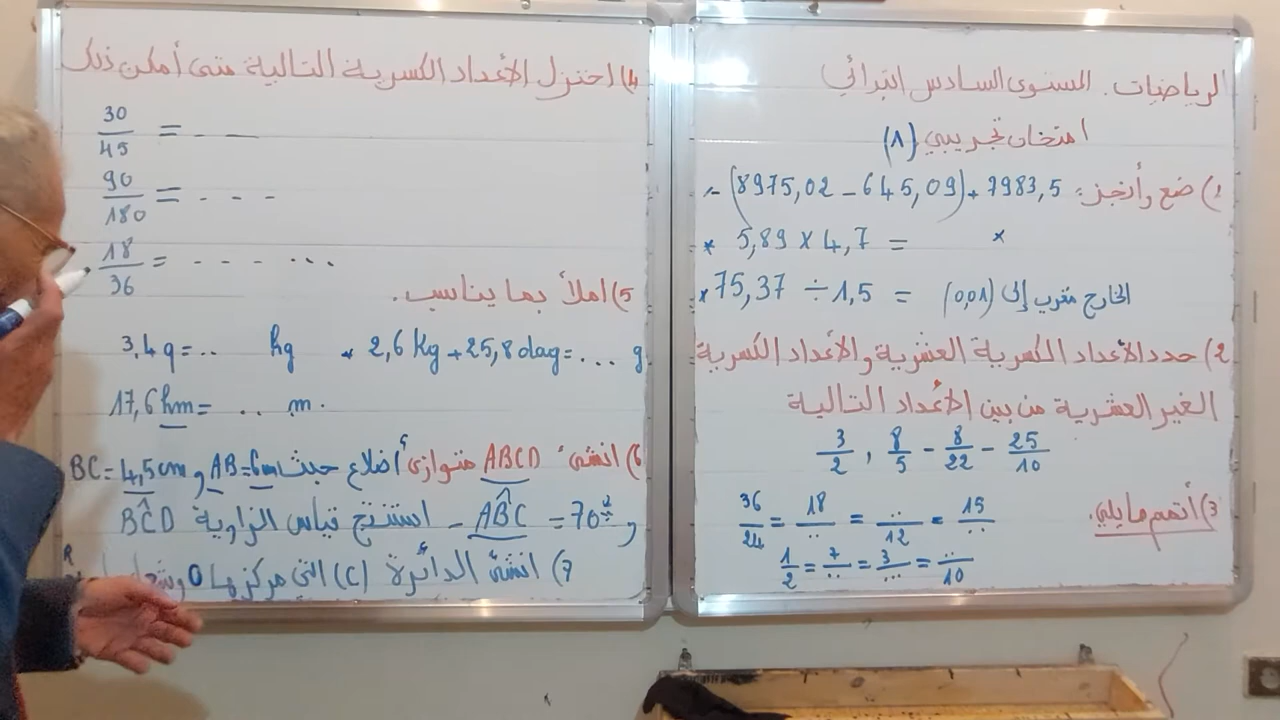 الرياضيات. المستوى السادس ابتدائي
امتحان تجريبي (1)
1) ضع وأنجز: (8975,02 - 645,09) + 7983,5
* 5,89 × 4,7 =
* 75,37 ÷ 1,5 = الخارج مقرب إلى (0,01)
2) حدد الأعداد الكسرية العشرية والأعداد الكسرية
الغير العشرية من بين الأعداد التالية
3/2 , 8/5 - 8/22 - 25/10
3) أتمم ما يلي.
36/24 = 18/.. = ../12 = 15/..
1/2 = 7/.. = 3/... = ../10
4) اختزل الأعداد الكسرية التالية متى أمكن ذلك
30/45 = - —
90/180 = - - -
18/36 = - - - - ...
5) املأ بما يناسب.
3,4q = .. hg * 2,6 Kg + 25,8 dag = ... g
17,6 hm = .. m.
6) انشئ ABCD متوازي أضلاع حيث AB=6m و BC=4,5cm
و ABC = 70° - استنتج قياس الزاوية BCD
7) انشئ الدائرة (C) التي مركزها O